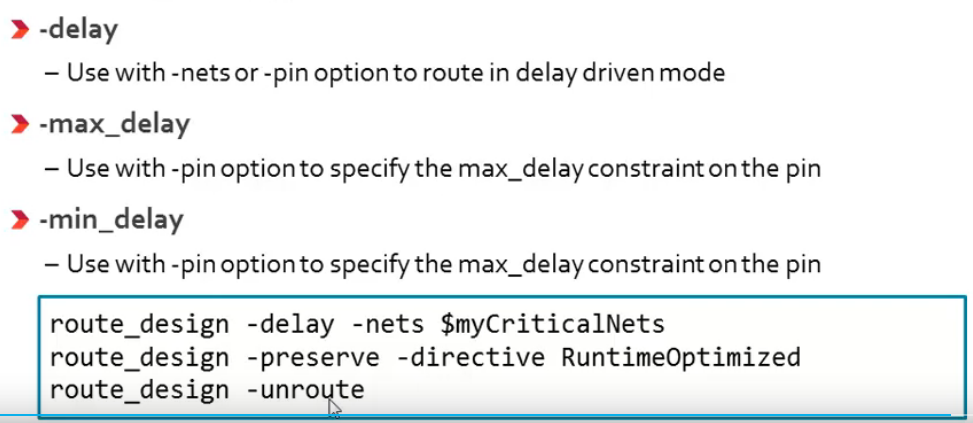 -delay
– Use with -nets or -pin option to route in delay driven mode
-max_delay
– Use with -pin option to specify the max_delay constraint on the pin
-min_delay
– Use with -pin option to specify the max_delay constraint on the pin
route_design -delay -nets $myCriticalNets
route_design -preserve -directive RuntimeOptimized
route_design -unroute